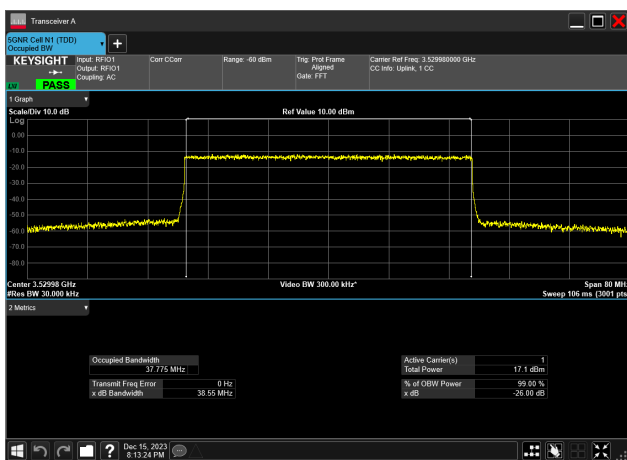 Transceiver A
5GNR Cell N1 (TDD)
Occupied BW
KEYSIGHT
PASS
Input: RFIO1
Output: RFIO1
Coupling: AC
Corr CCorr
Range: -60 dBm
Trig: Prot Frame
Aligned
Gate: FFT
Carrier Ref Freq: 3.529980000 GHz
CC Info: Uplink, 1 CC
1 Graph
Scale/Div 10.0 dB
Ref Value 10.00 dBm
Log
0.00
-10.0
-20.0
-30.0
-40.0
-50.0
-60.0
-70.0
-80.0
Center 3.52998 GHz
Video BW 300.00 kHz*
Span 80 MH
#Res BW 30.000 kHz
Sweep 106 ms (3001 pts
2 Metrics
Occupied Bandwidth
37.775 MHz
Active Carrier(s) 1
Total Power 17.1 dBm
Transmit Freq Error 0 Hz
x dB Bandwidth 38.55 MHz
% of OBW Power 99.00 %
x dB -26.00 dB
Dec 15, 2023
8:13:24 PM